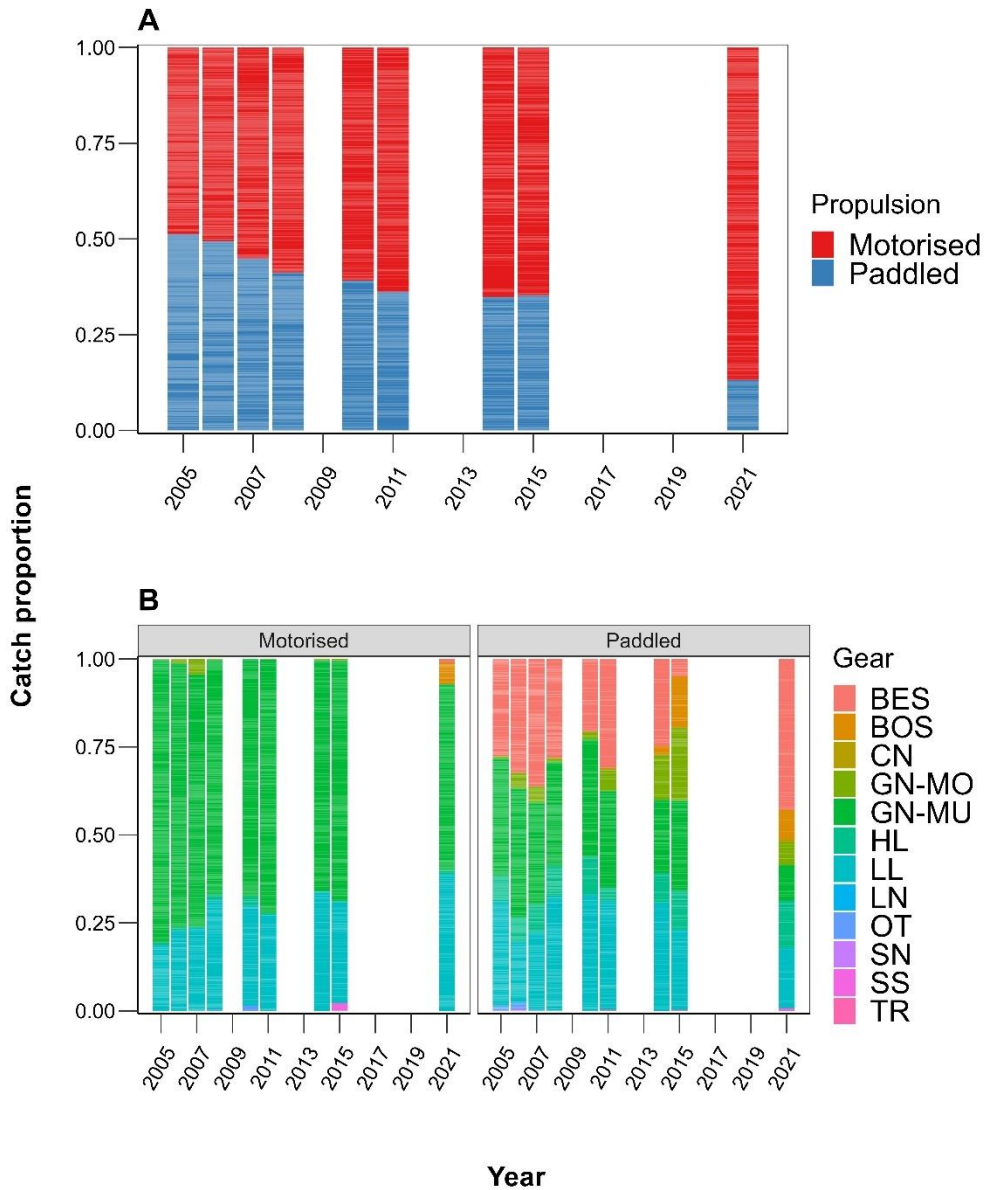 A
1.00
0.75
0.50
0.25
0.00
2005
2007
2009
2011
2013
2015
2017
2019
2021
Propulsion
Motorised
Paddled
Catch proportion
B
Motorised
Paddled
1.00
0.75
0.50
0.25
0.00
2005
2007
2009
2011
2013
2015
2017
2019
2021
2005
2007
2009
2011
2013
2015
2017
2019
2021
Gear
BES
BOS
CN
GN-MO
GN-MU
HL
LL
LN
OT
SN
SS
TR
Year